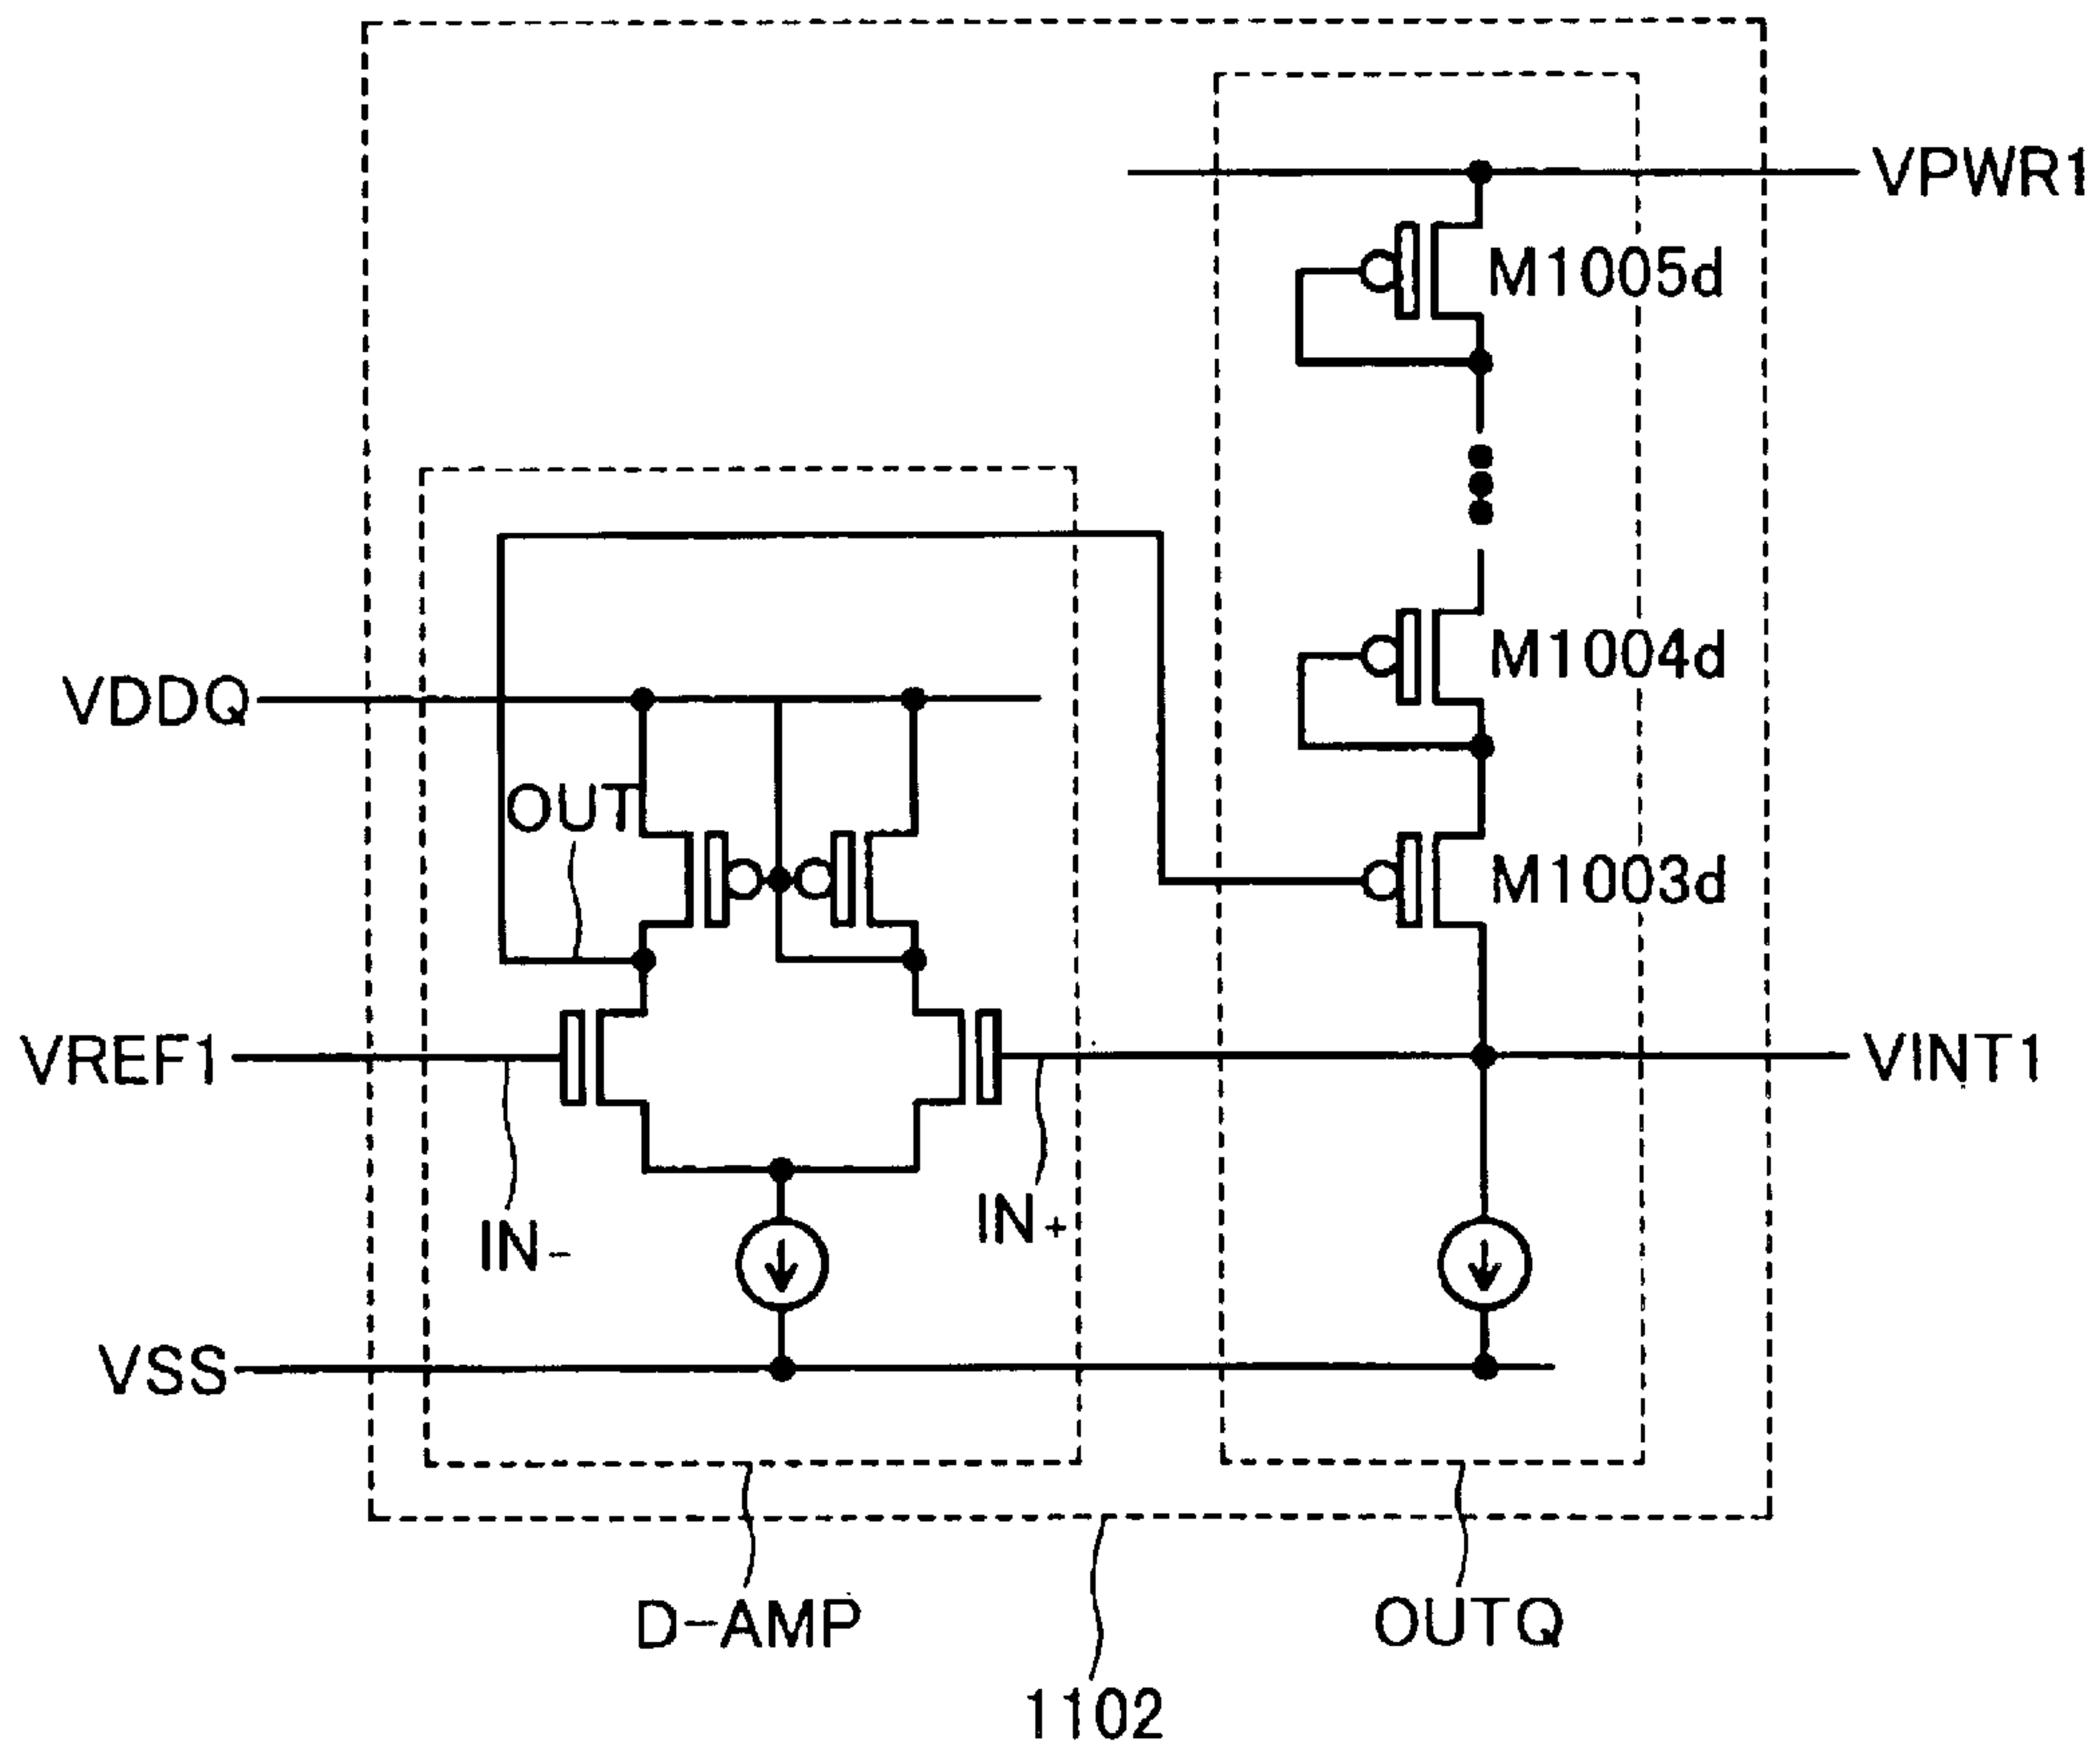 VPWR1
M1005d
M1004d
VDDQ
OUT
M1003d
VREF1
VINT1
IN+
IN-
VSS
D-AMP
OUTQ
1102